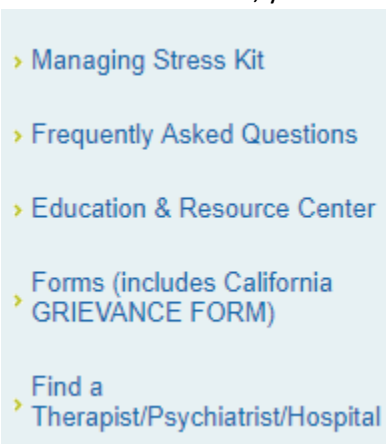 Managing Stress Kit
Frequently Asked Questions
Education & Resource Center
Forms (includes California
GRIEVANCE FORM)
Find a
Therapist/Psychiatrist/Hospital